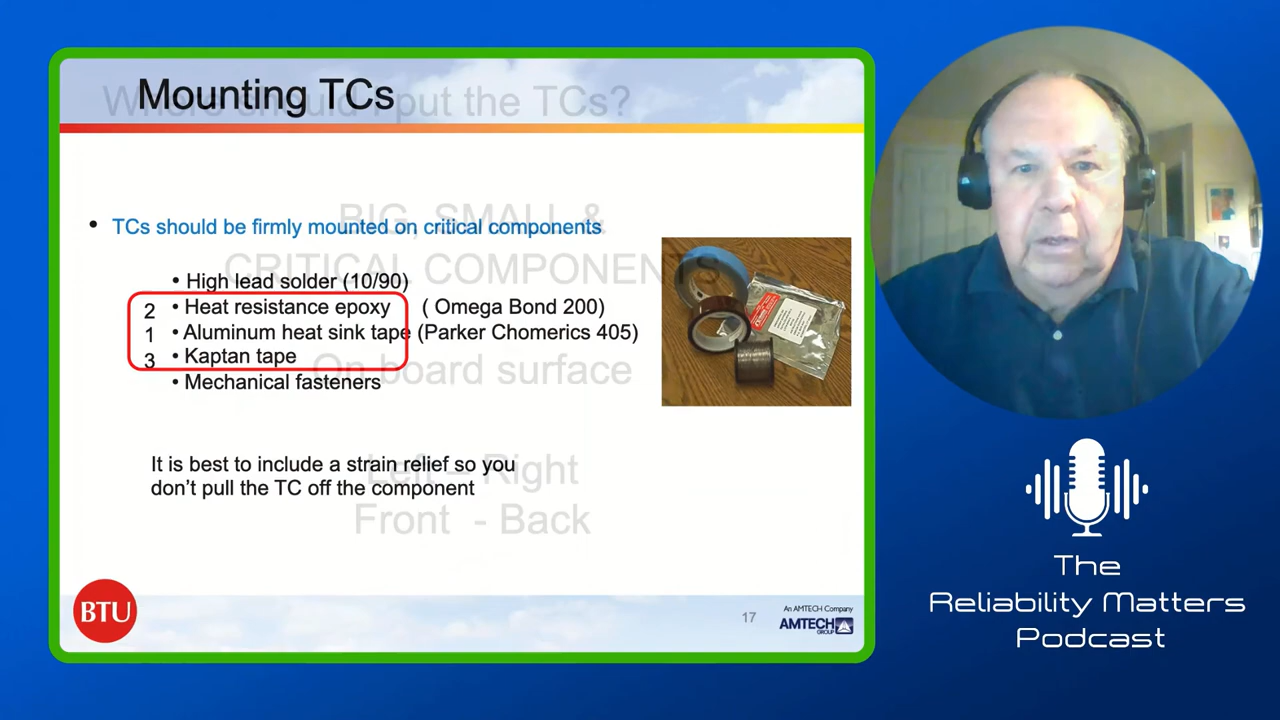 Mounting TCs
Where should I put the TCs?
• TCs should be firmly mounted on critical components
BIG, SMALL &
CRITICAL COMPONENTS
• High lead solder (10/90)
2 • Heat resistance epoxy ( Omega Bond 200)
1 • Aluminum heat sink tape (Parker Chomerics 405)
3 • Kaptan tape
On board surface
• Mechanical fasteners
It is best to include a strain relief so you
don't pull the TC off the component
Left – Right
Front - Back
BTU
17
An AMTECH Company
AMTECH
GROUP
The
Reliability Matters
Podcast